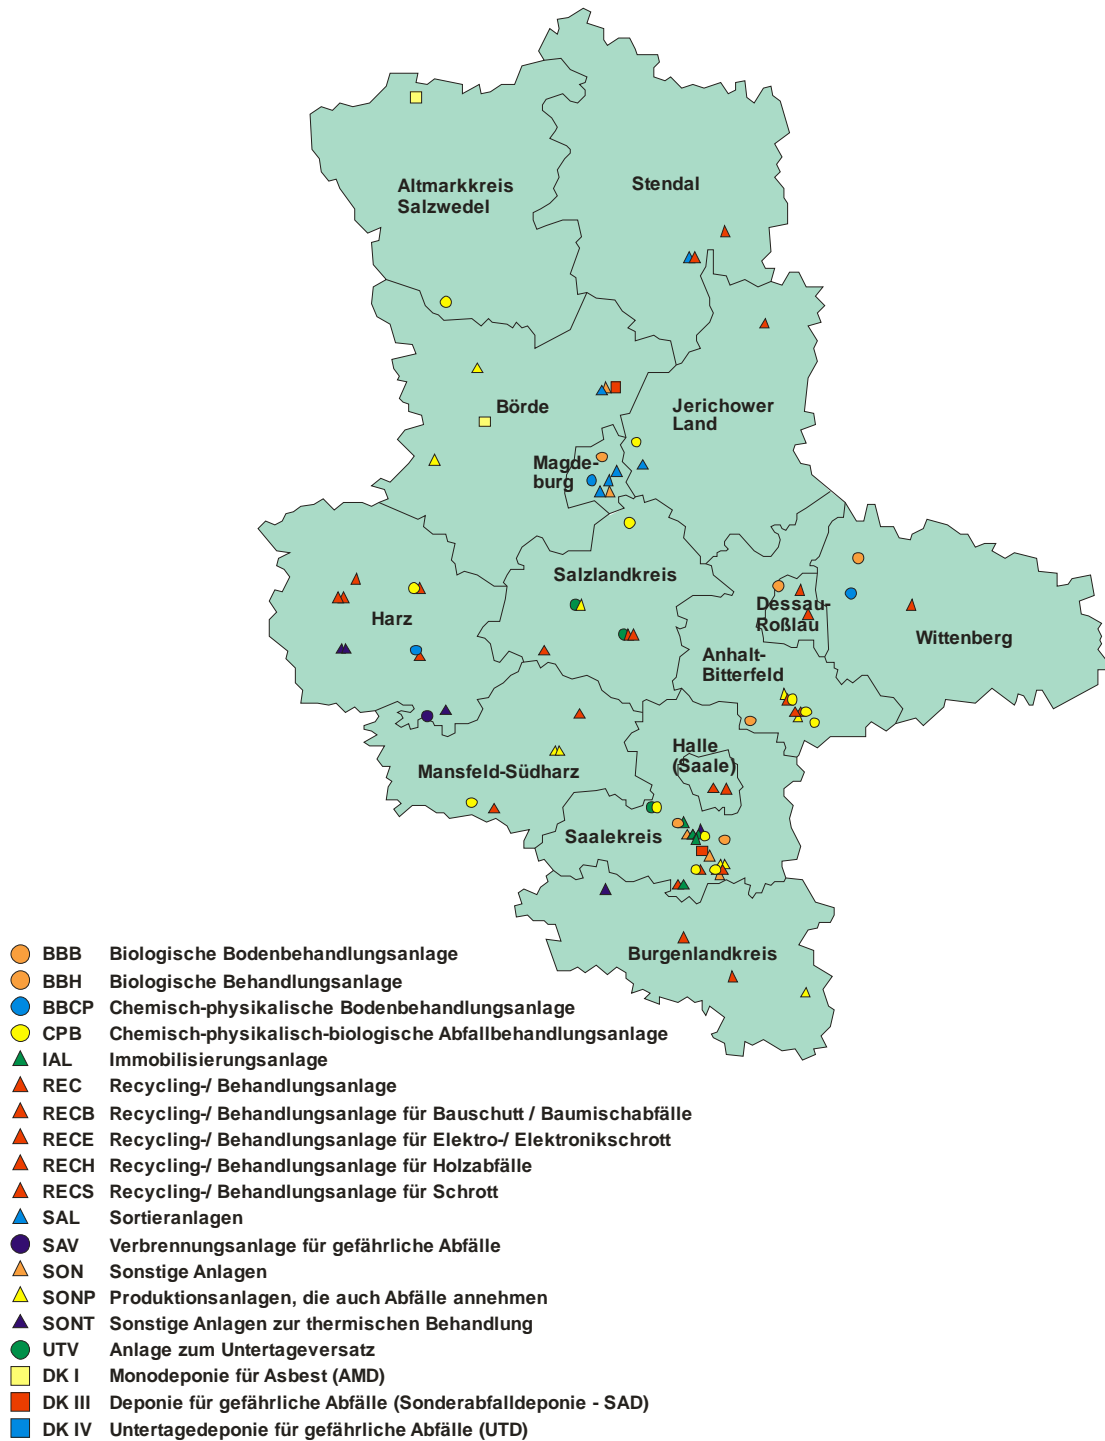 Altmarkkreis
Salzwedel
Stendal
Börde
Jerichower
Land
Magde-
burg
Salzlandkreis
Harz
Dessau-
Roßlau
Wittenberg
Anhalt-
Bitterfeld
Halle
(Saale)
Mansfeld-Südharz
Saalekreis
Burgenlandkreis
BBB Biologische Bodenbehandlungsanlage
BBH Biologische Behandlungsanlage
BBCP Chemisch-physikalische Bodenbehandlungsanlage
CPB Chemisch-physikalisch-biologische Abfallbehandlungsanlage
IAL Immobilisierungsanlage
REC Recycling-/ Behandlungsanlage
RECB Recycling-/ Behandlungsanlage für Bauschutt / Baumischabfälle
RECE Recycling-/ Behandlungsanlage für Elektro-/ Elektronikschrott
RECH Recycling-/ Behandlungsanlage für Holzabfälle
RECS Recycling-/ Behandlungsanlage für Schrott
SAL Sortieranlagen
SAV Verbrennungsanlage für gefährliche Abfälle
SON Sonstige Anlagen
SONP Produktionsanlagen, die auch Abfälle annehmen
SONT Sonstige Anlagen zur thermischen Behandlung
UTV Anlage zum Untertageversatz
DK I Monodeponie für Asbest (AMD)
DK III Deponie für gefährliche Abfälle (Sonderabfalldeponie - SAD)
DK IV Untertagedeponie für gefährliche Abfälle (UTD)